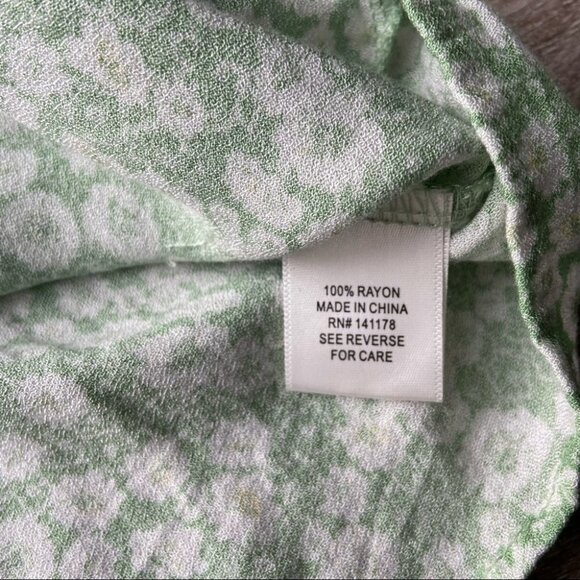 100% RAYON
MADE IN CHINA
RN# 141178
SEE REVERSE
FOR CARE